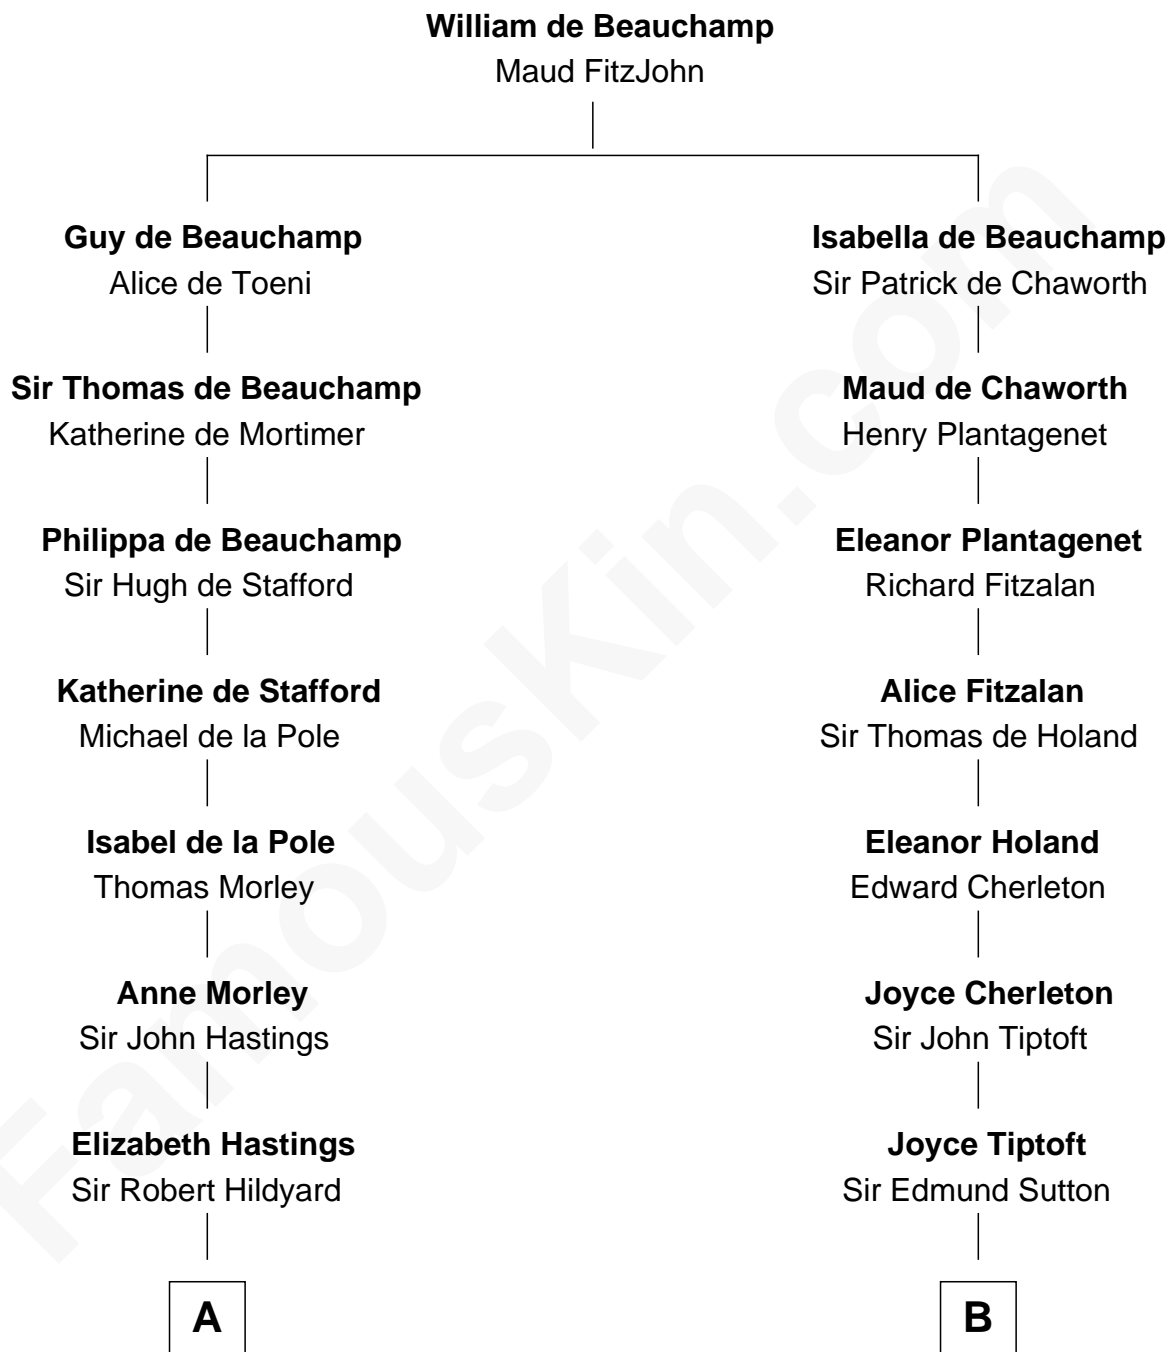 William de Beauchamp
Maud FitzJohn
Guy de Beauchamp
Alice de Toeni
Isabella de Beauchamp
Sir Patrick de Chaworth
Sir Thomas de Beauchamp
Katherine de Mortimer
Maud de Chaworth
Henry Plantagenet
Philippa de Beauchamp
Sir Hugh de Stafford
Eleanor Plantagenet
Richard Fitzalan
Katherine de Stafford
Michael de la Pole
Alice Fitzalan
Sir Thomas de Holand
Isabel de la Pole
Thomas Morley
Eleanor Holand
Edward Cherleton
Anne Morley
Sir John Hastings
Joyce Cherleton
Sir John Tiptoft
Elizabeth Hastings
Sir Robert Hildyard
Joyce Tiptoft
Sir Edmund Sutton
A
B
FamousKin.com